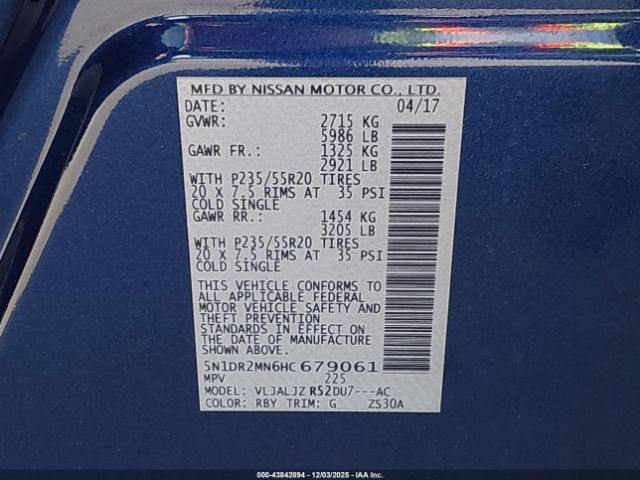 MFD BY NISSAN MOTOR CO., LTD.
DATE: 04/17
GVWR: 2715 KG
5986 LB
GAWR FR.: 1325 KG
2921 LB
WITH P235/55R20 TIRES
20 X 7.5 RIMS AT 35 PSI
COLD SINGLE
GAWR RR.: 1454 KG
3205 LB
WITH P235/55R20 TIRES
20 X 7.5 RIMS AT 35 PSI
COLD SINGLE
THIS VEHICLE CONFORMS TO
ALL APPLICABLE FEDERAL
MOTOR VEHICLE SAFETY AND
THEFT PREVENTION
STANDARDS IN EFFECT ON
THE DATE OF MANUFACTURE
SHOWN ABOVE.
5N1DR2MN6HC679061
MPV 225
MODEL: VLJALJZ R52DU7---AC
COLOR: RBY TRIM: G ZS30A
000-43842894 - 12/03/2025 - IAAI.com